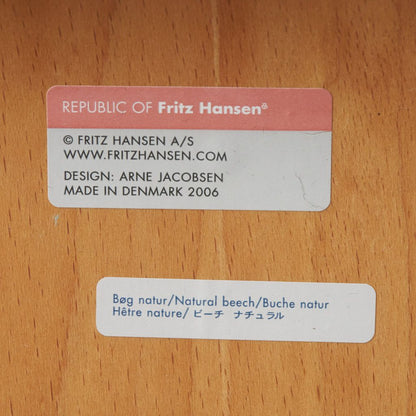 REPUBLIC OF Fritz Hansen®
© FRITZ HANSEN A/S
WWW.FRITZHANSEN.COM
DESIGN: ARNE JACOBSEN
MADE IN DENMARK 2006
Bøg natur/Natural beech/Buche natur
Hêtre nature/ ビーチ ナチュラル